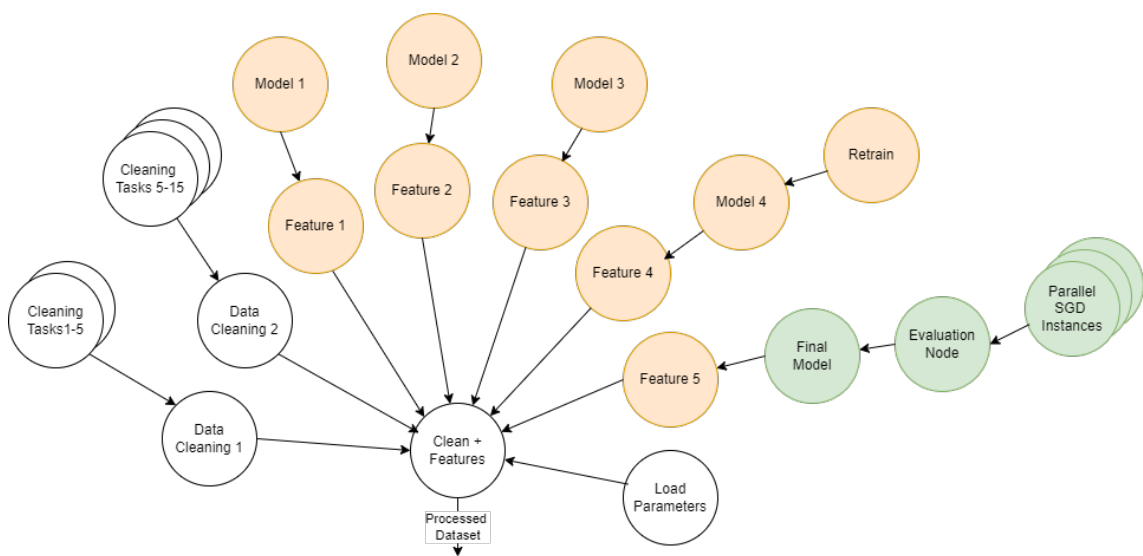 Model 1
Model 2
Model 3
Cleaning
Tasks 5-15
Retrain
Feature 1
Feature 2
Feature 3
Model 4
Feature 4
Cleaning
Tasks1-5
Data
Cleaning 2
Parallel
SGD
Instances
Evaluation
Node
Final
Model
Feature 5
Data
Cleaning 1
Clean +
Features
Load
Parameters
Processed
Dataset